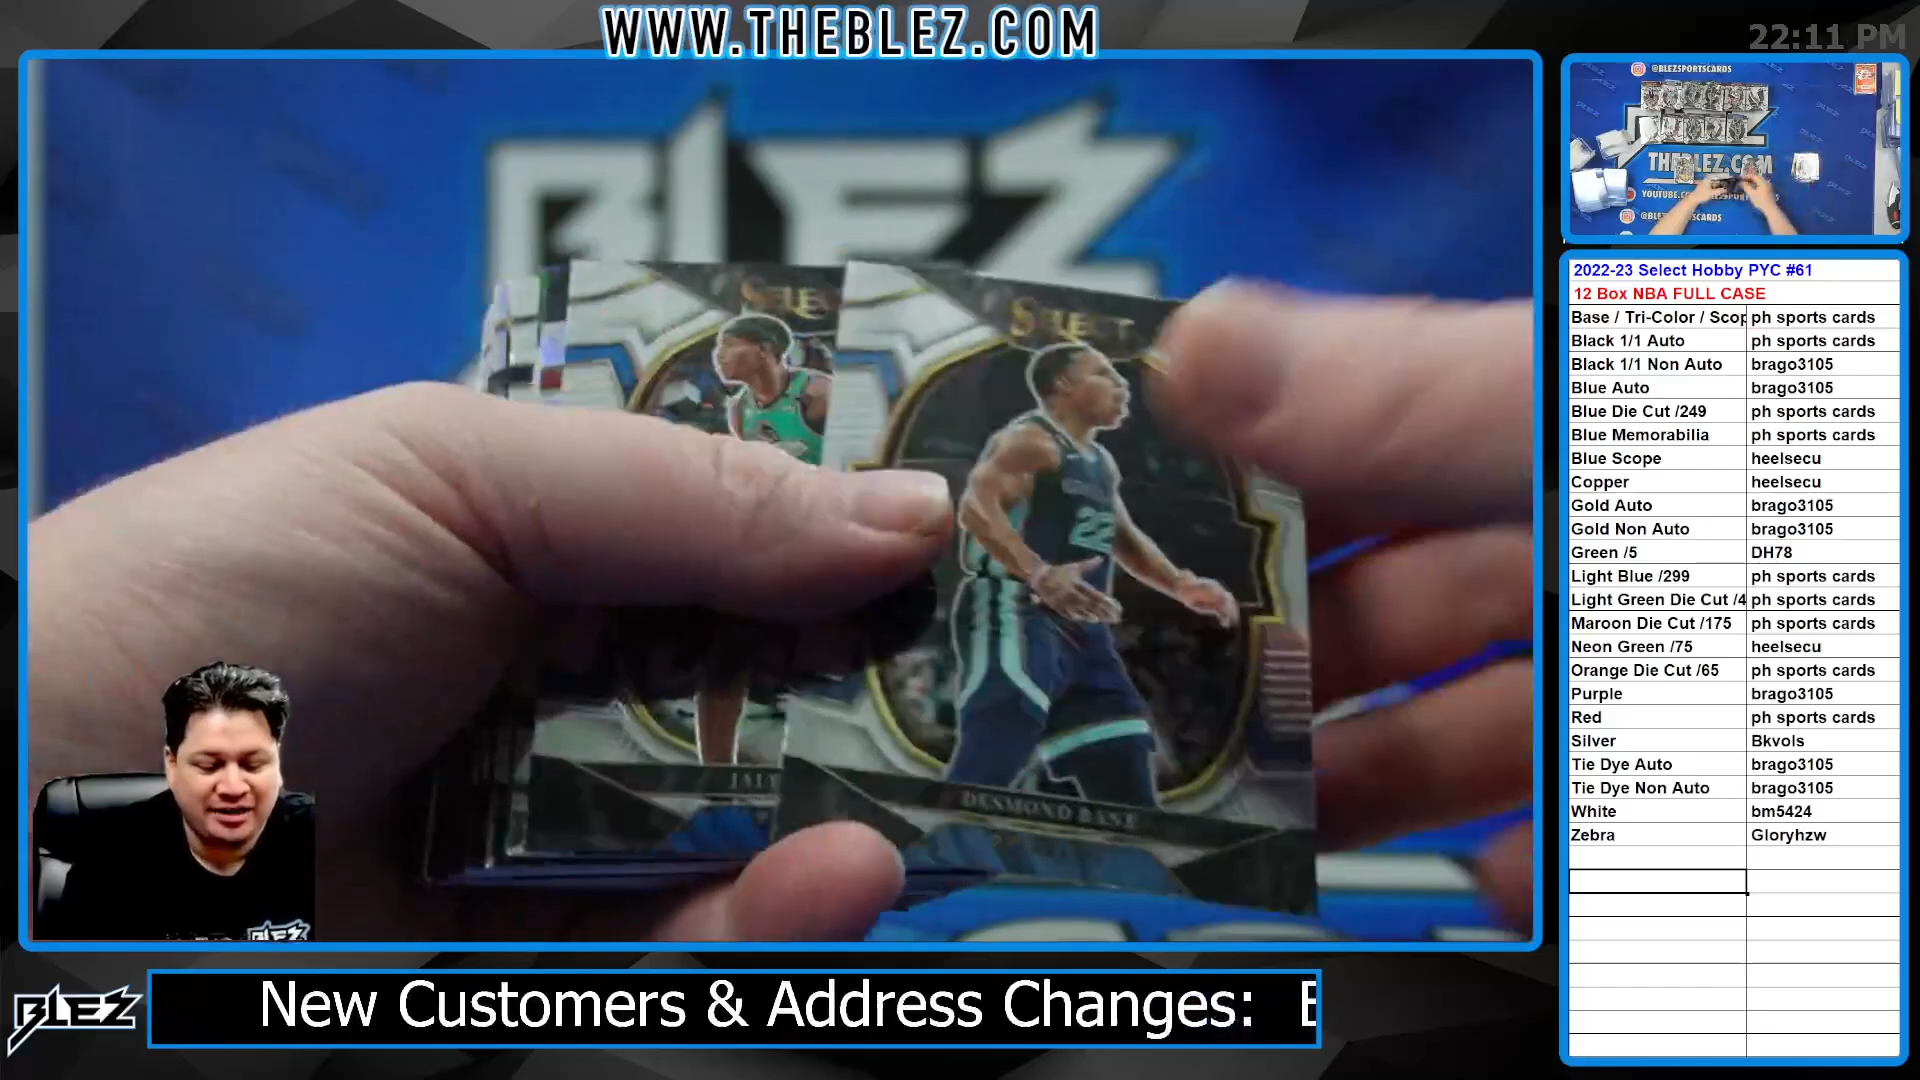 WWW.THEBLEZ.COM
22:11 PM
BLEZ
SELECT
22
DESMOND BANE
@BLEZSPORTSCARDS
THEBLEZ.COM
2022-23 Select Hobby PYC #61
12 Box NBA FULL CASE
Base / Tri-Color / Scop ph sports cards
Black 1/1 Auto ph sports cards
Black 1/1 Non Auto brago3105
Blue Auto brago3105
Blue Die Cut /249 ph sports cards
Blue Memorabilia ph sports cards
Blue Scope heelsecu
Copper heelsecu
Gold Auto brago3105
Gold Non Auto brago3105
Green /5 DH78
Light Blue /299 ph sports cards
Light Green Die Cut /4 ph sports cards
Maroon Die Cut /175 ph sports cards
Neon Green /75 heelsecu
Orange Die Cut /65 ph sports cards
Purple brago3105
Red ph sports cards
Silver Bkvols
Tie Dye Auto brago3105
Tie Dye Non Auto brago3105
White bm5424
Zebra Gloryhzw
BLEZ
BLEZ
New Customers & Address Changes: